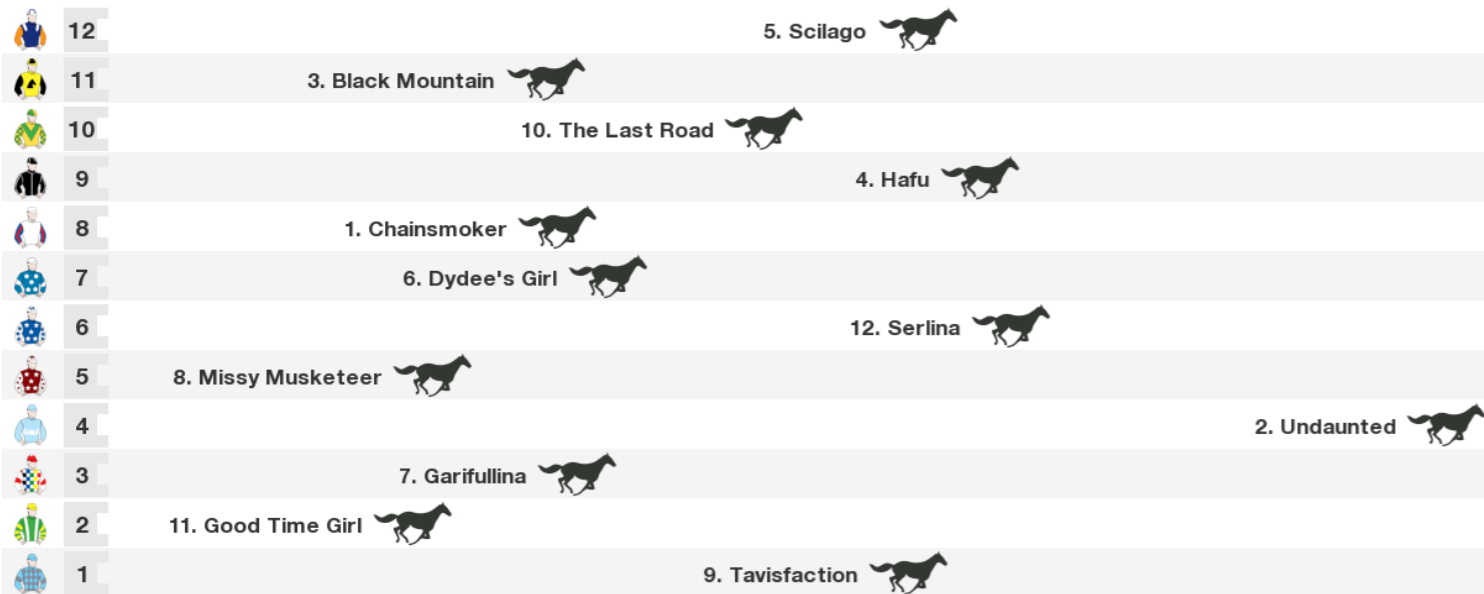 12 5. Scilago
11 3. Black Mountain
10 10. The Last Road
9 4. Hafu
8 1. Chainsmoker
7 6. Dydee's Girl
6 12. Serlina
5 8. Missy Musketeer
4 2. Undaunted
3 7. Garifullina
2 11. Good Time Girl
1 9. Tavisfaction